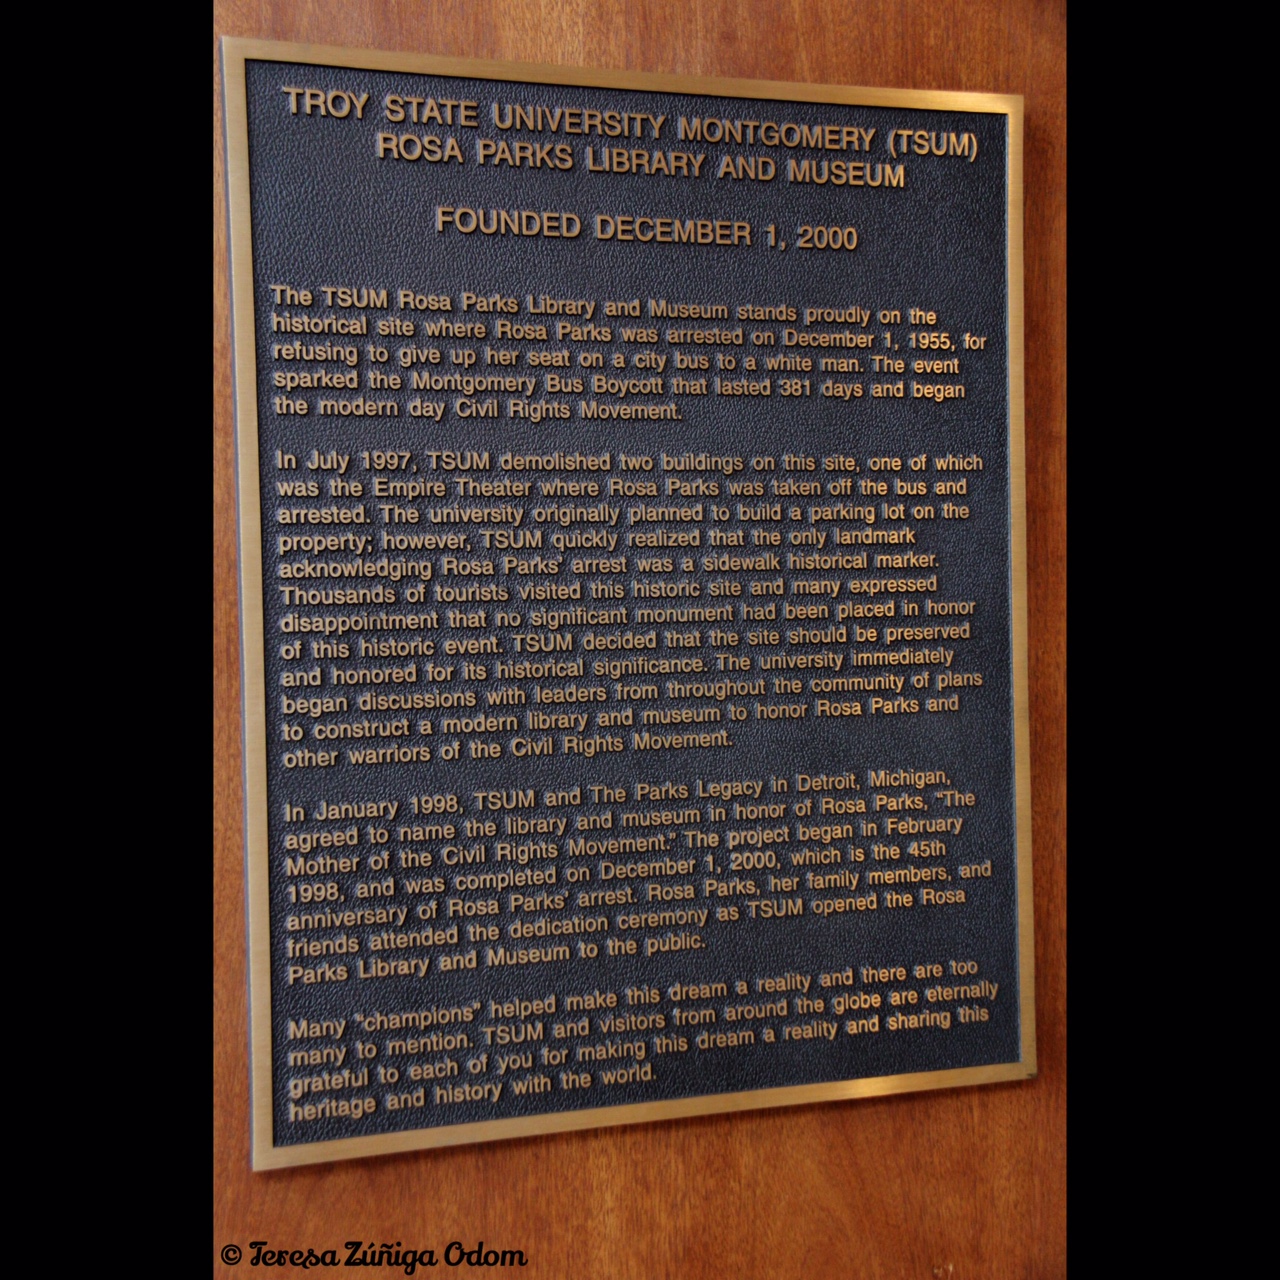 TROY STATE UNIVERSITY MONTGOMERY (TSUM)
ROSA PARKS LIBRARY AND MUSEUM
FOUNDED DECEMBER 1, 2000
The TSUM Rosa Parks Library and Museum stands proudly on the
historical site where Rosa Parks was arrested on December 1, 1955, for
refusing to give up her seat on a city bus to a white man. The event
sparked the Montgomery Bus Boycott that lasted 381 days and began
the modern day Civil Rights Movement.
In July 1997, TSUM demolished two buildings on this site, one of which
was the Empire Theater where Rosa Parks was taken off the bus and
arrested. The university originally planned to build a parking lot on the
property; however, TSUM quickly realized that the only landmark
acknowledging Rosa Parks' arrest was a sidewalk historical marker.
Thousands of tourists visited this historic site and many expressed
disappointment that no significant monument had been placed in honor
of this historic event. TSUM decided that the site should be preserved
and honored for its historical significance. The university immediately
began discussions with leaders from throughout the community of plans
to construct a modern library and museum to honor Rosa Parks and
other warriors of the Civil Rights Movement.
In January 1998, TSUM and The Parks Legacy in Detroit, Michigan,
agreed to name the library and museum in honor of Rosa Parks, "The
Mother of the Civil Rights Movement." The project began in February
1998, and was completed on December 1, 2000, which is the 45th
anniversary of Rosa Parks' arrest. Rosa Parks, her family members, and
friends attended the dedication ceremony as TSUM opened the Rosa
Parks Library and Museum to the public.
Many "champions" helped make this dream a reality and there are too
many to mention. TSUM and visitors from around the globe are eternally
grateful to each of you for making this dream a reality and sharing this
heritage and history with the world.
© Teresa Zúñiga Odom